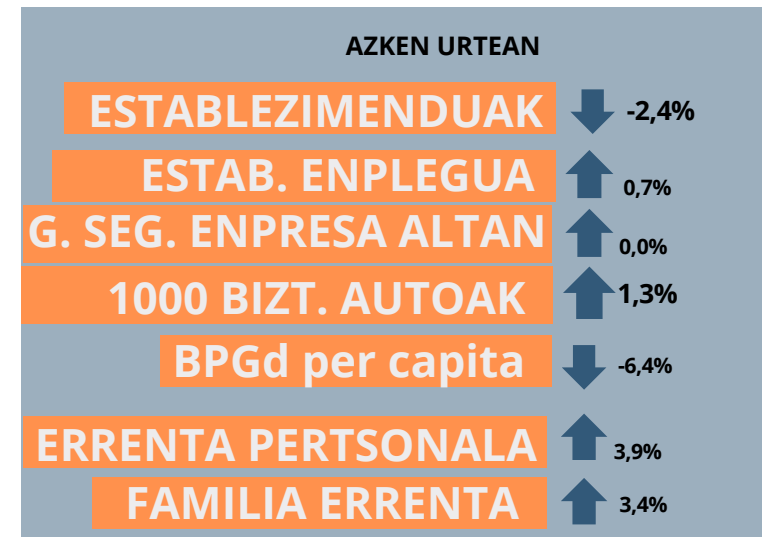 AZKEN URTEAN
ESTABLEZIMENDUAK -2,4%
ESTAB. ENPLEGUA 0,7%
G. SEG. ENPRESA ALTAN 0,0%
1000 BIZT. AUTOAK 1,3%
BPGd per capita -6,4%
ERRENTA PERTSONALA 3,9%
FAMILIA ERRENTA 3,4%